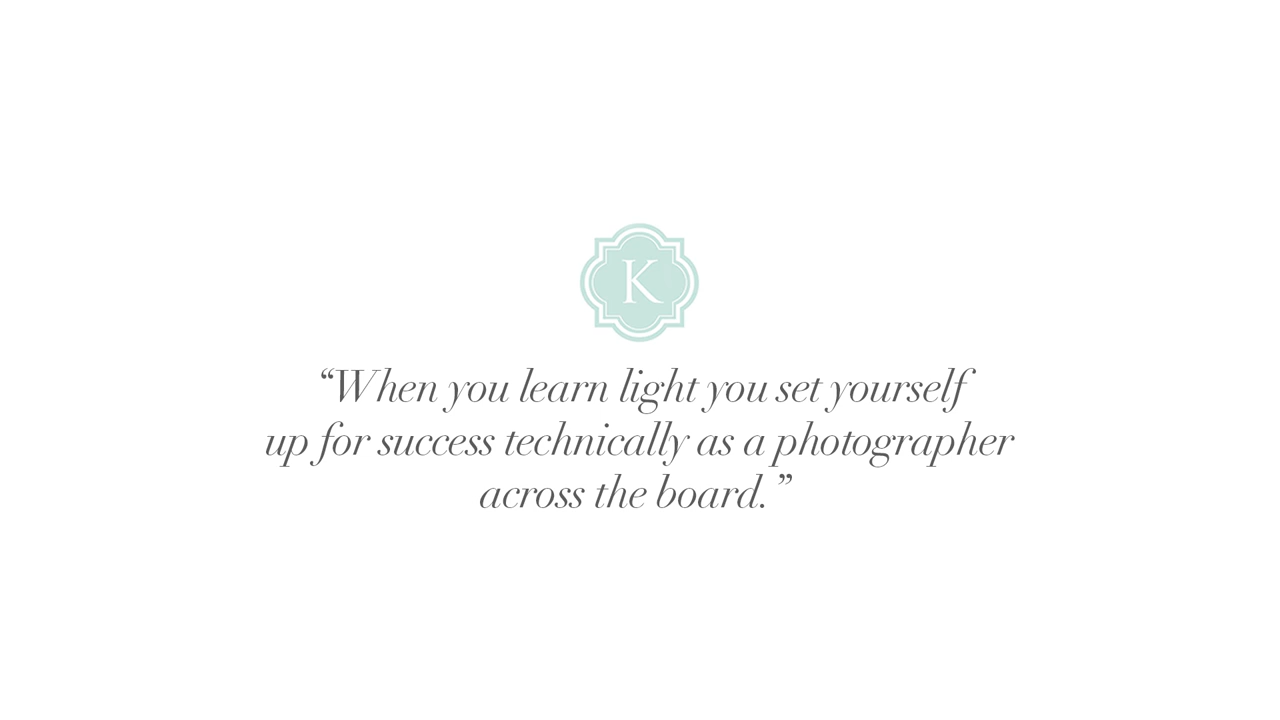 K
“When you learn light you set yourself
up for success technically as a photographer
across the board.”